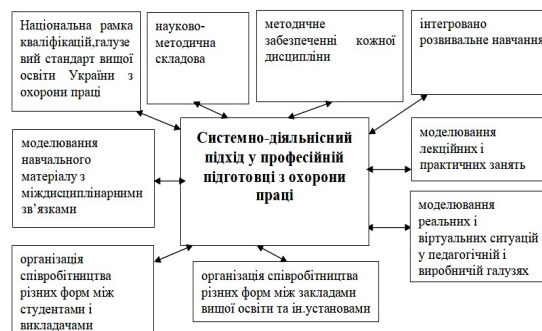 Національна рамка
кваліфікацій,галузе
вий стандарт вищої
освіти України з
охорони праці
науково-
методична
складова
методичне
забезпеченні кожної
дисципліни
інтегровано
розвивальне навчання
Системно-діяльнісний
підхід у професійній
підготовці з охорони
праці
моделювання
навчального
матеріалу з
міждисциплінарними
зв’язками
моделювання
лекційних і
практичних занять
моделювання
реальних і
віртуальних ситуацій
у педагогічній і
виробничій галузях
організація
співробітництва
різних форм між
студентами і
викладачами
організація співробітництва
різних форм між закладами
вищої освіти та ін.установами